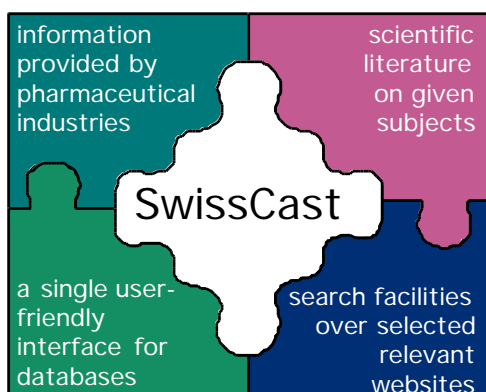 information
provided by
pharmaceutical
industries
scientific
literature
on given
subjects
SwissCast
a single user-
friendly
interface for
databases
search facilities
over selected
relevant
websites